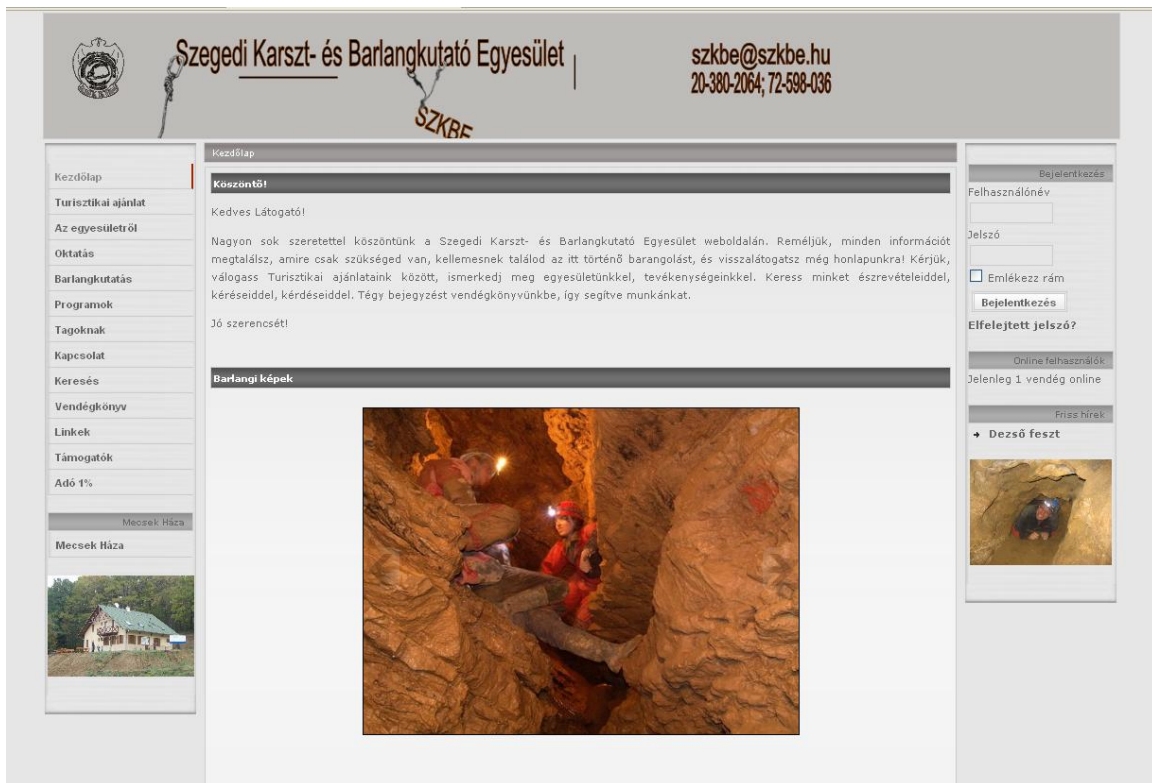 Szegedi Karszt- és Barlangkutató Egyesület
szkbe@szkbe.hu
20-380-2064; 72-598-036
SZKBE
Kezdőlap
Turisztikai ajánlat
Az egyesületről
Oktatás
Barlangkutatás
Programok
Tagoknak
Kapcsolat
Keresés
Vendégkönyv
Linkek
Támogatók
Adó 1%
Mecsek Háza
Mecsek Háza
Kezdőlap
Köszöntő!
Kedves Látogató!
Nagyon sok szeretettel köszöntünk a Szegedi Karszt- és Barlangkutató Egyesület weboldalán. Reméljük, minden információt
megtalálsz, amire csak szükséged van, kellemesnek találod az itt történő barangolást, és visszalátogatsz még honlapunkra! Kérjük,
válogass Turisztikai ajánlataink között, ismerkedj meg egyesületünkkel, tevékenységeinkkel. Keress minket észrevételeiddel,
kéréseiddel, kérdéseiddel. Tégy bejegyzést vendégkönyvünkbe, így segítve munkánkat.
Jó szerencsét!
Barlangi képek
Bejelentkezés
Felhasználónév
Jelszó
Emlékezz rám
Bejelentkezés
Elfelejtett jelszó?
Online felhasználók
Jelenleg 1 vendég online
Friss hírek
Dezső feszt